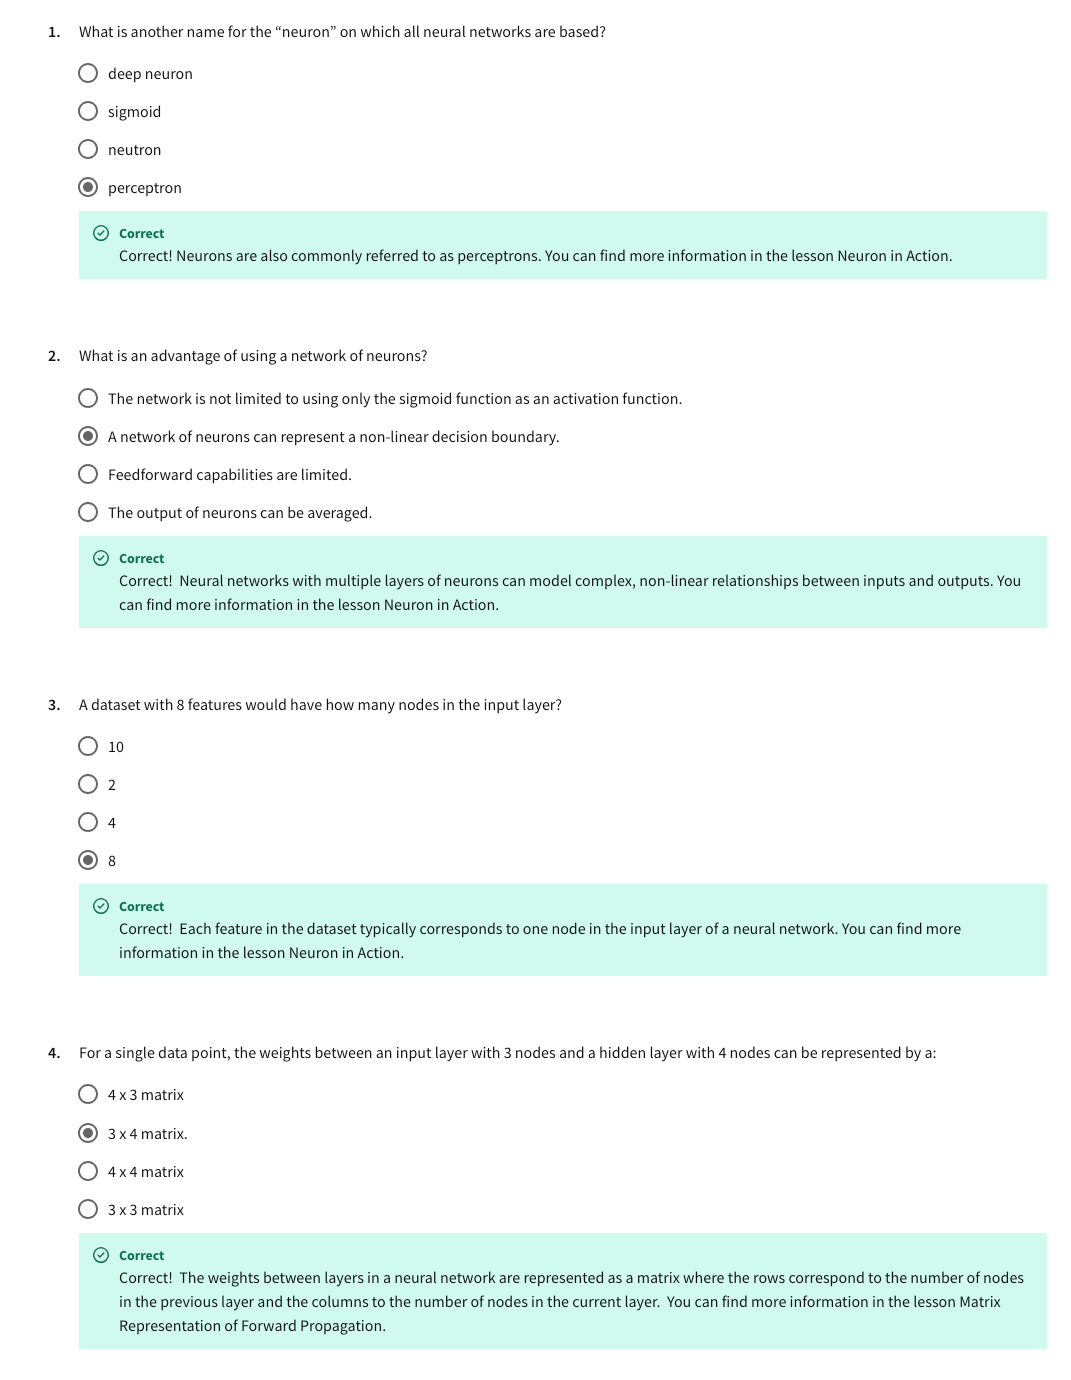 1. What is another name for the “neuron” on which all neural networks are based?
deep neuron
sigmoid
neutron
perceptron
Correct
Correct! Neurons are also commonly referred to as perceptrons. You can find more information in the lesson Neuron in Action.
2. What is an advantage of using a network of neurons?
The network is not limited to using only the sigmoid function as an activation function.
A network of neurons can represent a non-linear decision boundary.
Feedforward capabilities are limited.
The output of neurons can be averaged.
Correct
Correct!  Neural networks with multiple layers of neurons can model complex, non-linear relationships between inputs and outputs. You
can find more information in the lesson Neuron in Action.
3. A dataset with 8 features would have how many nodes in the input layer?
10
2
4
8
Correct
Correct!  Each feature in the dataset typically corresponds to one node in the input layer of a neural network. You can find more
information in the lesson Neuron in Action.
4. For a single data point, the weights between an input layer with 3 nodes and a hidden layer with 4 nodes can be represented by a:
4 x 3 matrix
3 x 4 matrix.
4 x 4 matrix
3 x 3 matrix
Correct
Correct!  The weights between layers in a neural network are represented as a matrix where the rows correspond to the number of nodes
in the previous layer and the columns to the number of nodes in the current layer.  You can find more information in the lesson Matrix
Representation of Forward Propagation.